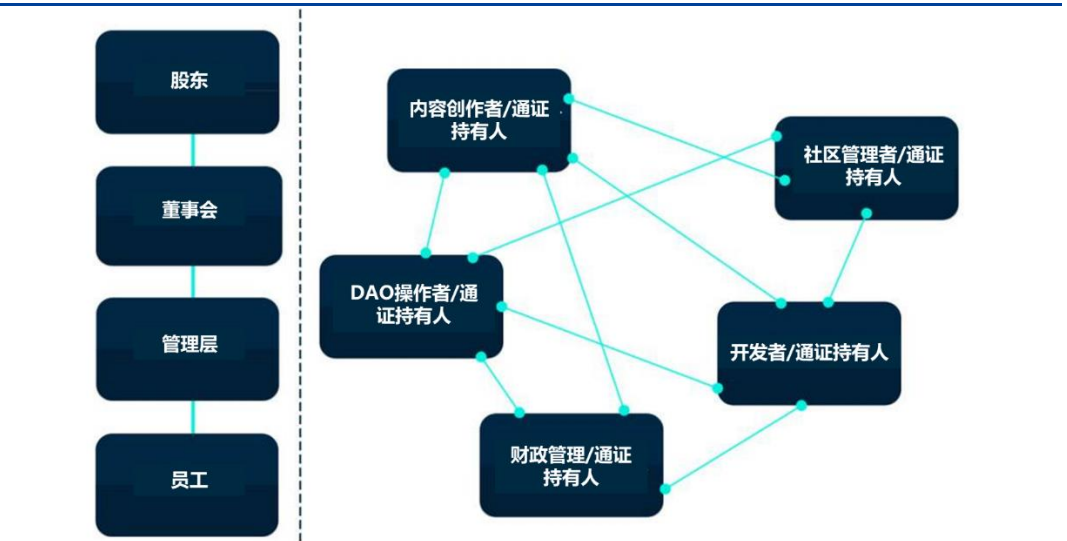 股东
董事会
管理层
员工
内容创作者/通证
持有人
社区管理者/通证
持有人
DAO操作者/通
证持有人
开发者/通证持有人
财政管理/通证
持有人